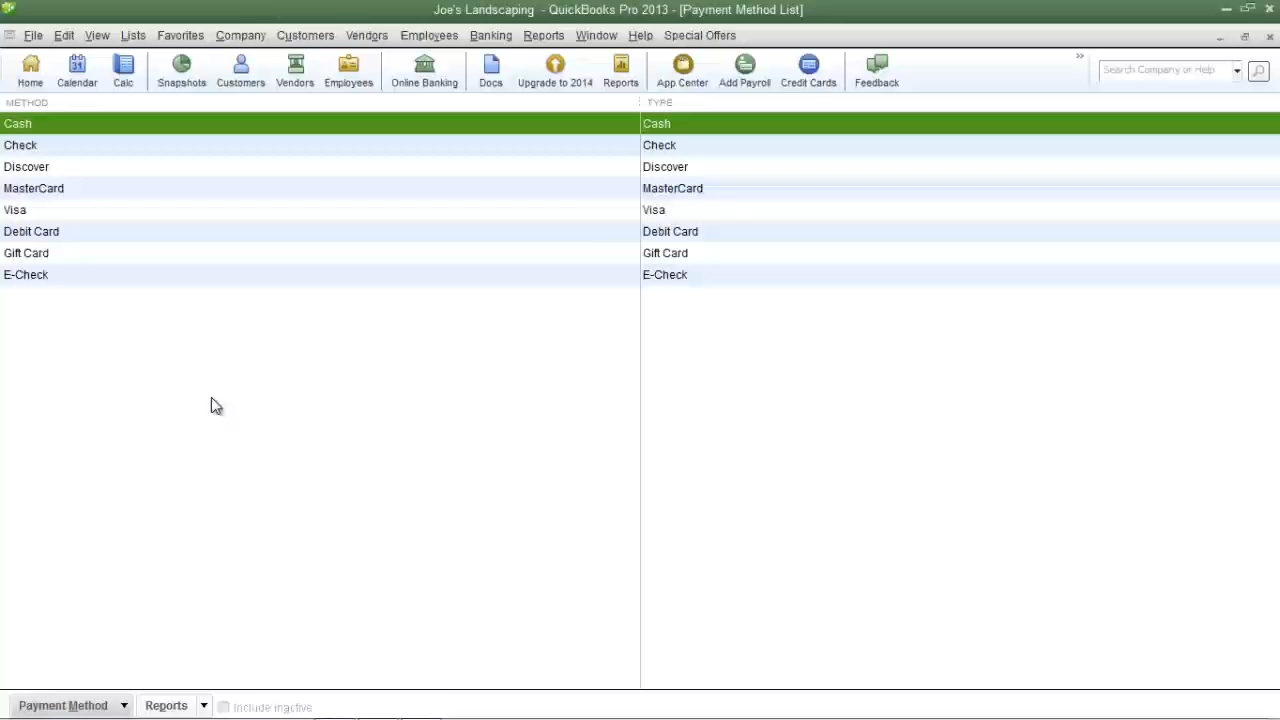 Joe's Landscaping - QuickBooks Pro 2013 - [Payment Method List]
File Edit View Lists Favorites Company Customers Vendors Employees Banking Reports Window Help Special Offers
31
Home Calendar Calc Snapshots Customers Vendors Employees Online Banking Docs Upgrade to 2014 Reports App Center Add Payroll Credit Cards Feedback » Search Company or Help
METHOD TYPE
Cash Cash
Check Check
Discover Discover
MasterCard MasterCard
Visa Visa
Debit Card Debit Card
Gift Card Gift Card
E-Check E-Check
Payment Method Reports Include inactive